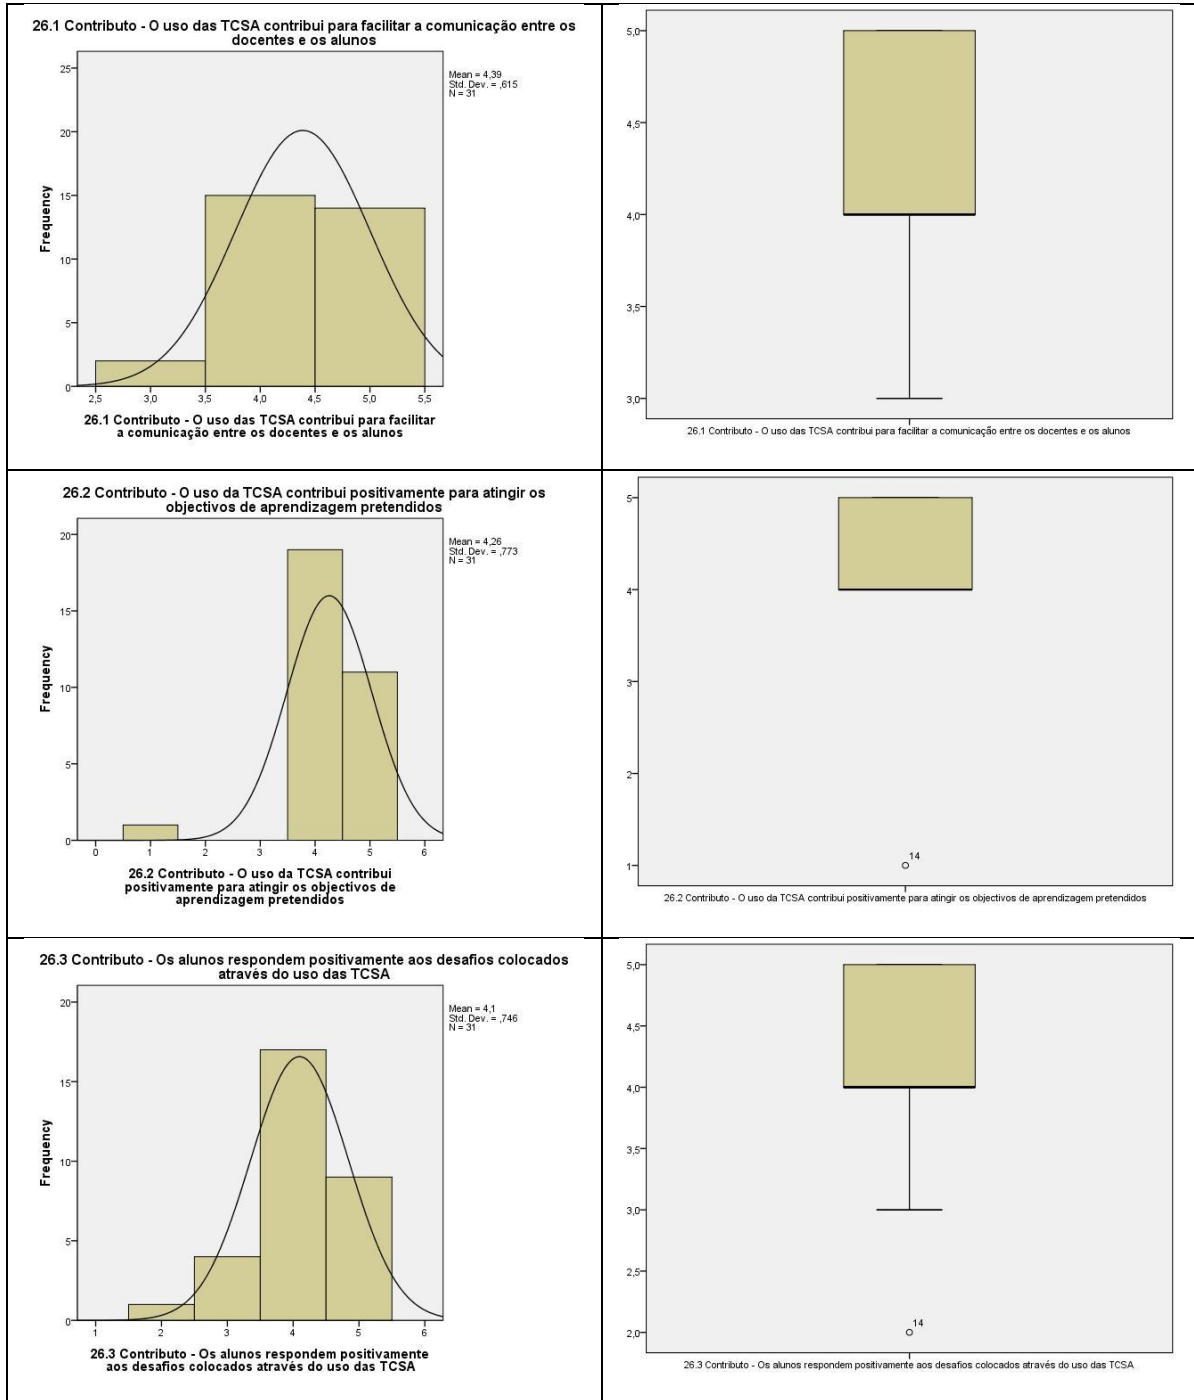 26.1 Contributo - O uso das TCSA contribui para facilitar a comunicação entre os
docentes e os alunos
Mean = 4,39
Std. Dev. = ,615
N = 31
25
20
15
10
5
0
Frequency
2,5 3,0 3,5 4,0 4,5 5,0 5,5
26.1 Contributo - O uso das TCSA contribui para facilitar
a comunicação entre os docentes e os alunos
5,0
4,5
4,0
3,5
3,0
26.1 Contributo - O uso das TCSA contribui para facilitar a comunicação entre os docentes e os alunos
26.2 Contributo - O uso da TCSA contribui positivamente para atingir os
objectivos de aprendizagem pretendidos
Mean = 4,26
Std. Dev. = ,773
N = 31
20
15
10
5
0
Frequency
0 1 2 3 4 5 6
26.2 Contributo - O uso da TCSA contribui
positivamente para atingir os objectivos de
aprendizagem pretendidos
5
4
3
2
1
14
26.2 Contributo - O uso da TCSA contribui positivamente para atingir os objectivos de aprendizagem pretendidos
26.3 Contributo - Os alunos respondem positivamente aos desafios colocados
através do uso das TCSA
Mean = 4,1
Std. Dev. = ,746
N = 31
20
15
10
5
0
Frequency
1 2 3 4 5 6
26.3 Contributo - Os alunos respondem positivamente
aos desafios colocados através do uso das TCSA
5,0
4,5
4,0
3,5
3,0
2,5
2,0
14
26.3 Contributo - Os alunos respondem positivamente aos desafios colocados através do uso das TCSA